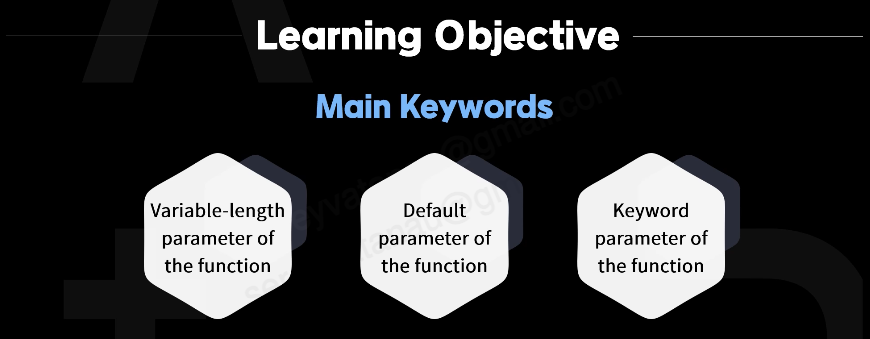 Learning Objective
Main Keywords
Variable-length
parameter of
the function
Default
parameter of
the function
Keyword
parameter of
the function